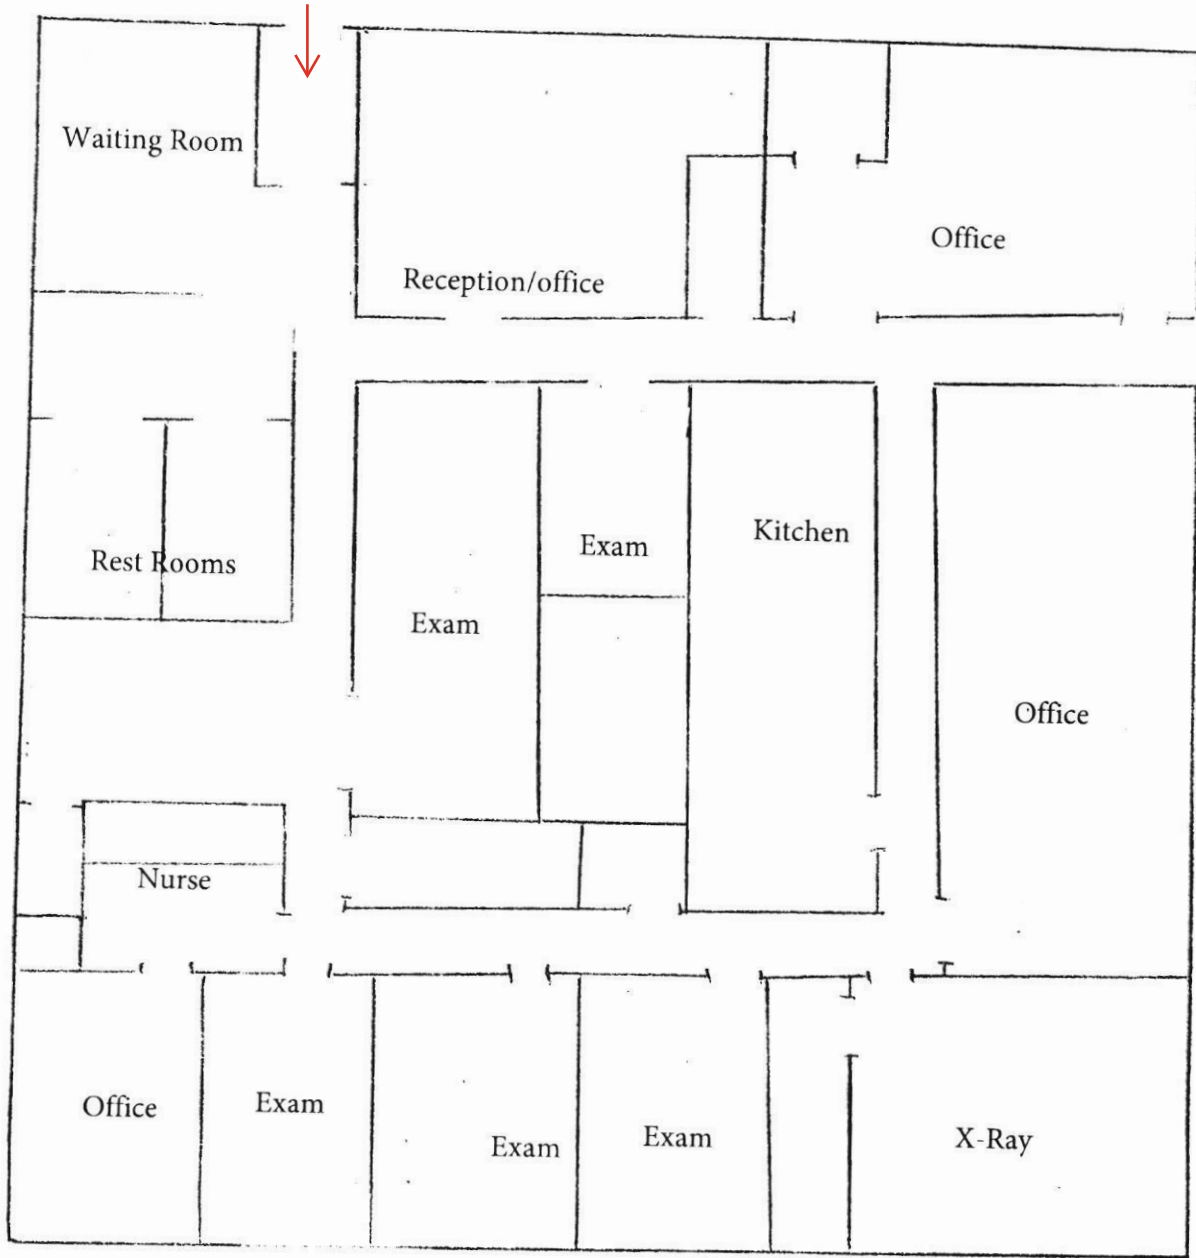 Waiting Room
Office
Reception/office
Kitchen
Exam
Rest Rooms
Exam
Office
Nurse
Office
Exam
Exam
Exam
X-Ray